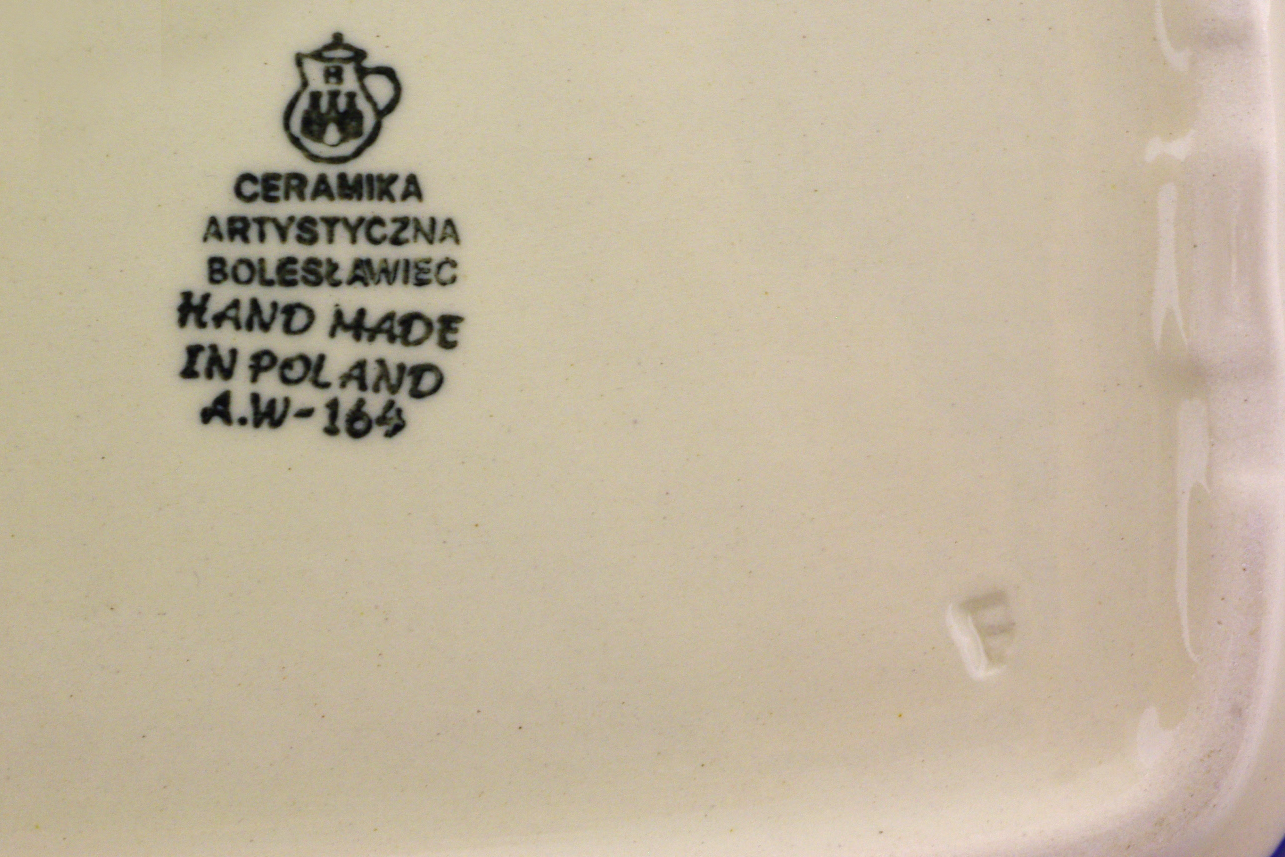 B
CERAMIKA
ARTYSTYCZNA
BOLESŁAWIEC
HAND MADE
IN POLAND
A.W-164